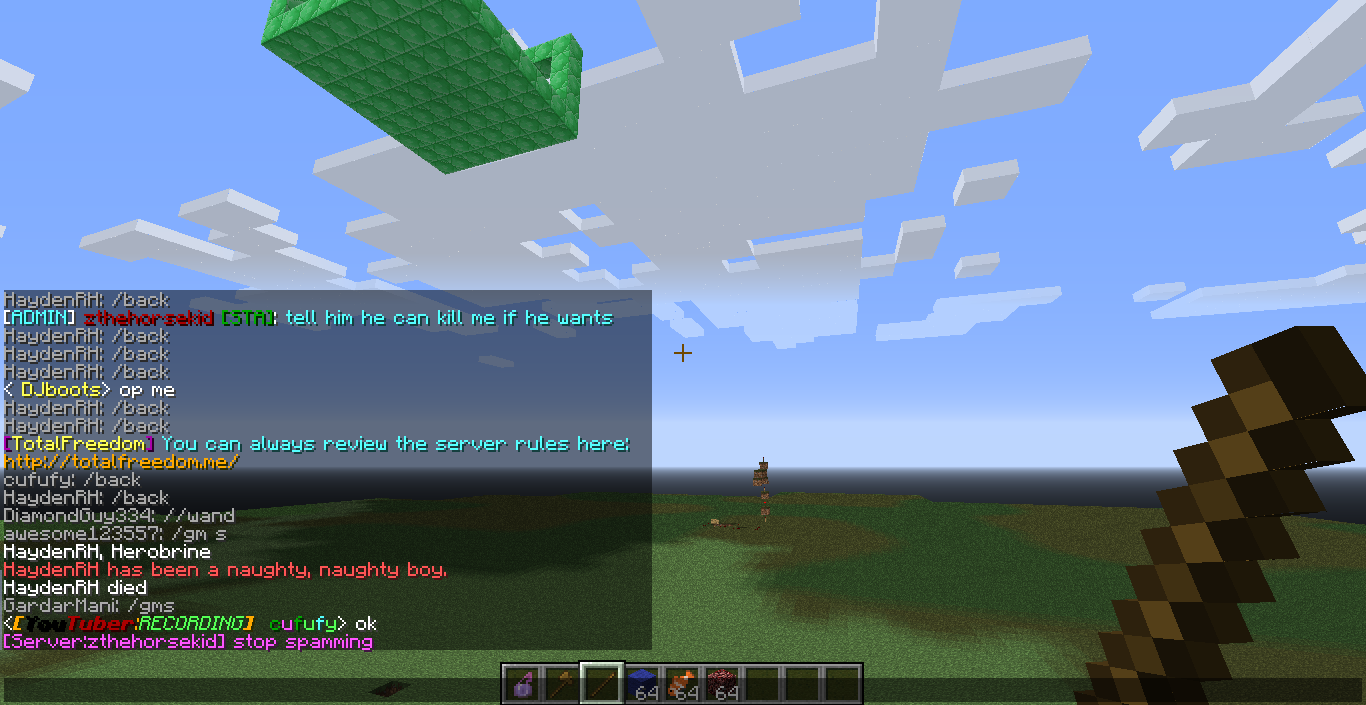 HaydenRH: /back
[ADMIN] zthehorsekid [STA]: tell him he can kill me if he wants
HaydenRH: /back
HaydenRH: /back
HaydenRH: /back
< DJboots> op me
HaydenRH: /back
HaydenRH: /back
[TotalFreedom] You can always review the server rules here:
http://totalfreedom.me/
cufufy: /back
HaydenRH: /back
DiamondGuy334: //wand
awesome123557: /gm s
HaydenRH, Herobrine
HaydenRH has been a naughty, naughty boy.
HaydenRH died
GardarMani: /gms
<[YouTuber:RECORDING] cufufy> ok
[Server:zthehorsekid] stop spamming
64 64 64